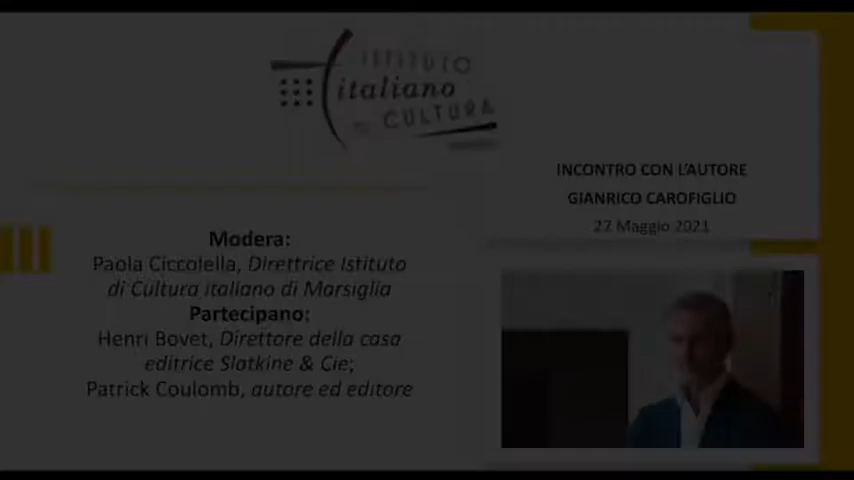 ISTITUTO
italiano
di CULTURA
INCONTRO CON L'AUTORE
GIANRICO CAROFIGLIO
27 Maggio 2021
Modera:
Paola Ciccolella, Direttrice Istituto
di Cultura italiano di Marsiglia
Partecipano:
Henri Bovet, Direttore della casa
editrice Slatkine & Cie;
Patrick Coulomb, autore ed editore